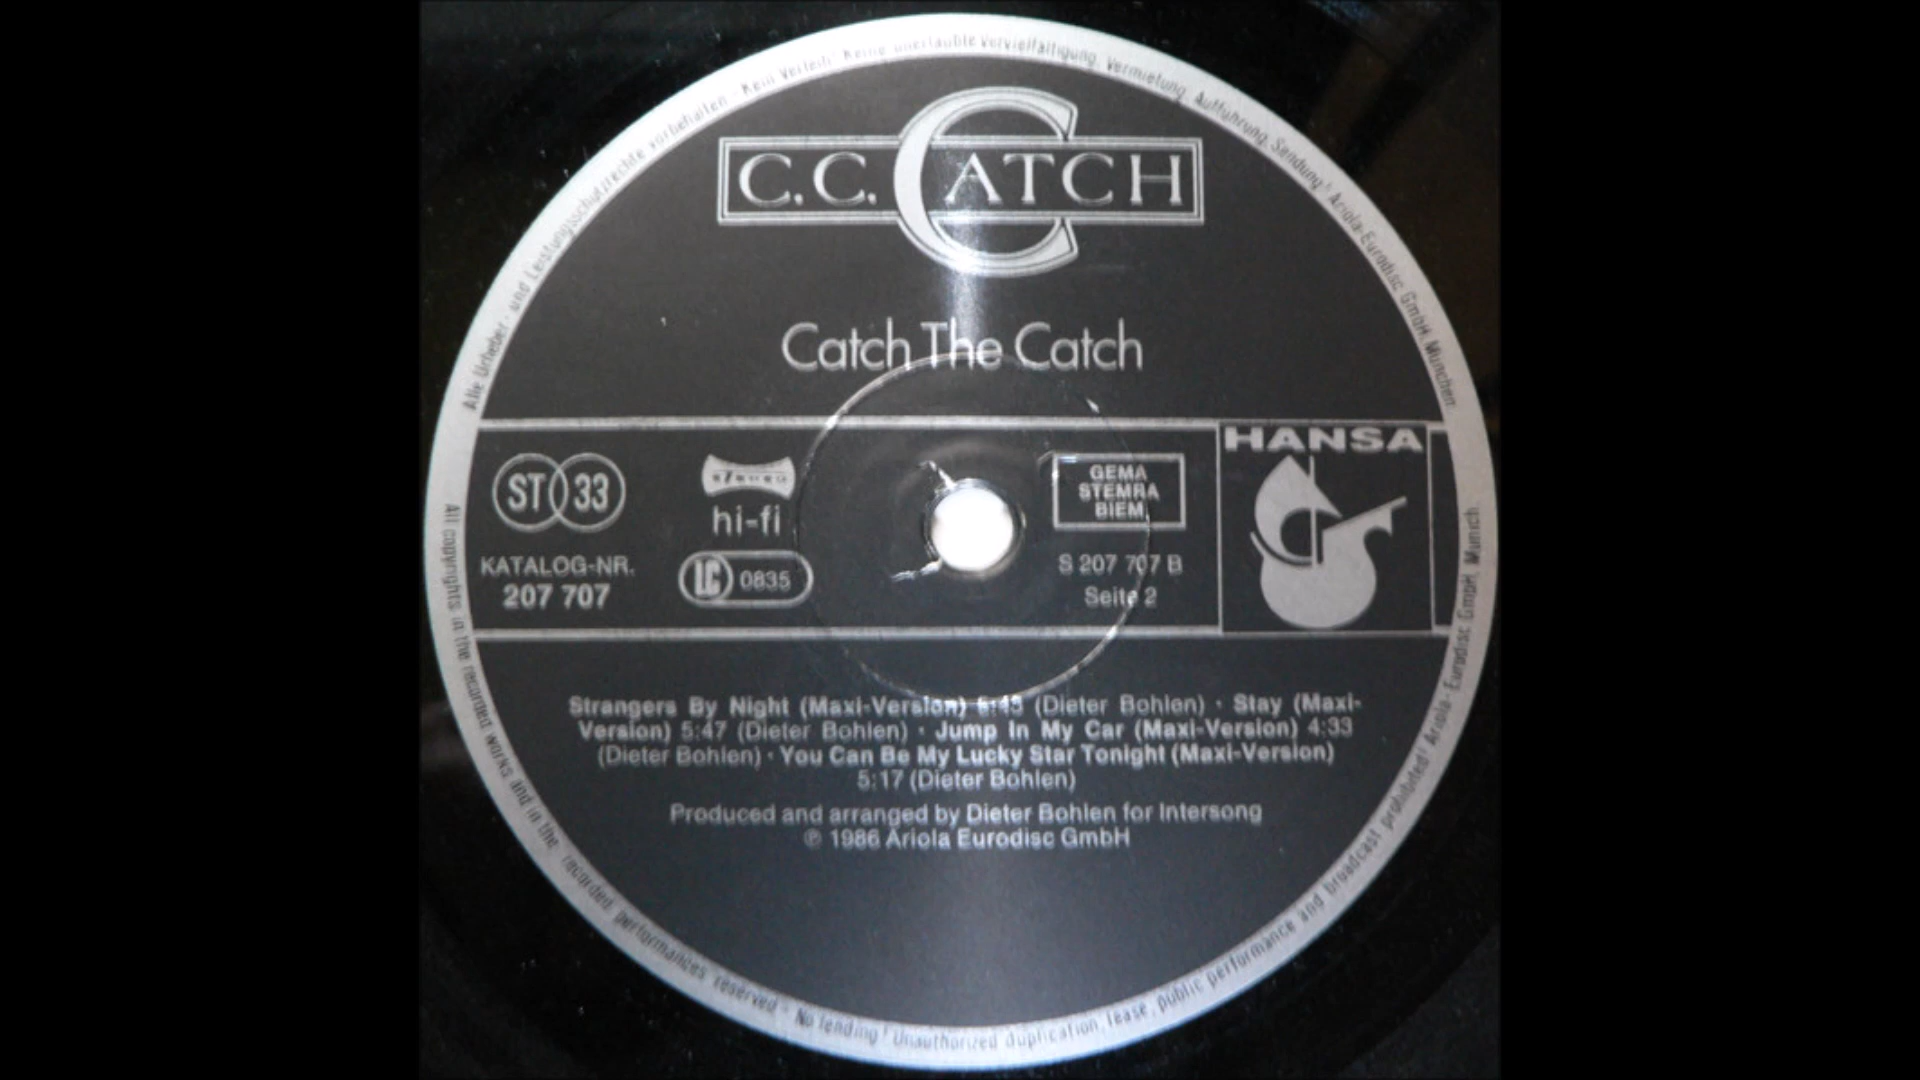 Alle Urheber- und Leistungsschutzrechte vorbehalten - Kein Verleih! Keine unerlaubte Vervielfältigung, Vermietung, Aufführung, Sendung! Ariola-Eurodisc GmbH, München
C.C. CATCH
Catch The Catch
HANSA
ST 33
STEREO
hi-fi
KATALOG-NR.
207 707
LC 0835
GEMA
STEMRA
BIEM
S 207 707 B
Seite 2
Strangers By Night (Maxi-Version) (Dieter Bohlen) · Stay (Maxi-
Version) 5:47 (Dieter Bohlen) · Jump In My Car (Maxi-Version) 4:33
(Dieter Bohlen) · You Can Be My Lucky Star Tonight (Maxi-Version)
5:17 (Dieter Bohlen)
Produced and arranged by Dieter Bohlen for Intersong
℗ 1986 Ariola Eurodisc GmbH
All copyrights in the recorded works and in the recorded performances reserved - No lending! Unauthorized duplication, lease, public performance and broadcast prohibited! Ariola-Eurodisc GmbH, Munich